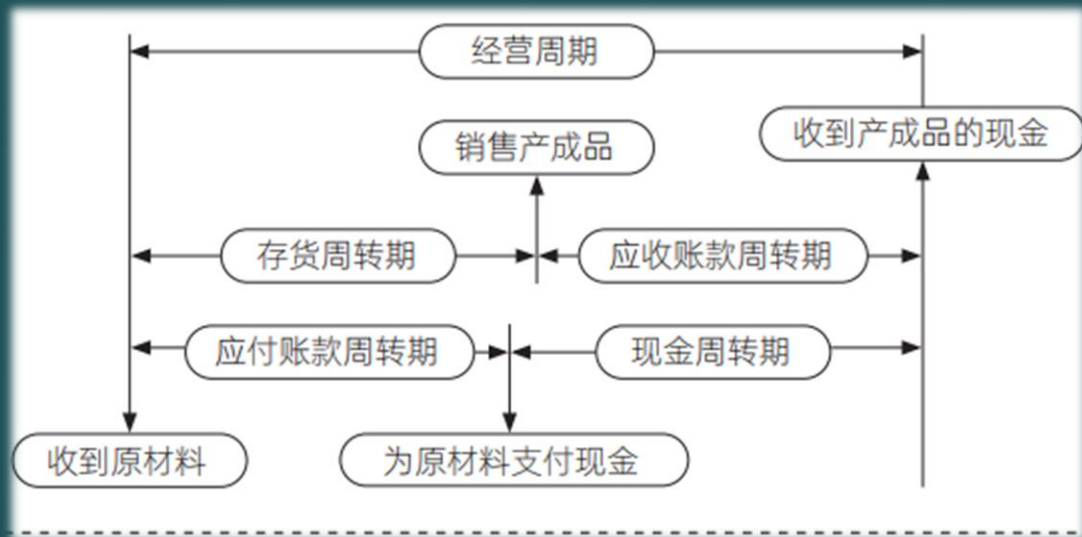 经营周期
销售产成品
收到产成品的现金
存货周转期
应收账款周转期
应付账款周转期
现金周转期
收到原材料
为原材料支付现金